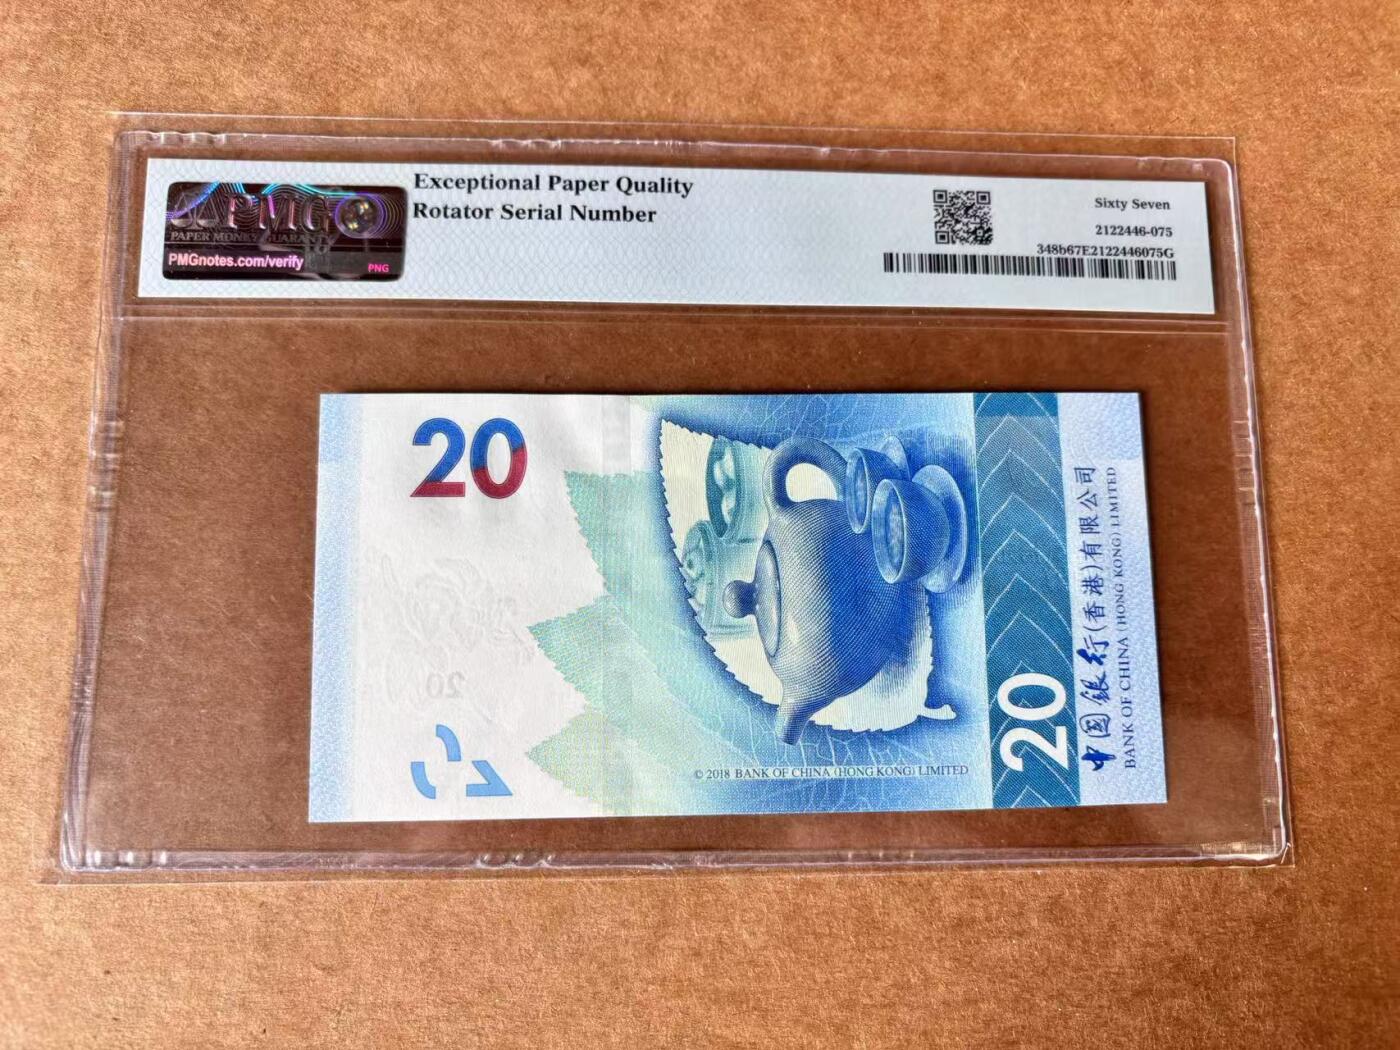 PMG
PAPER MONEY GUARANTY
PMGnotes.com/verify
PNG
Exceptional Paper Quality
Rotator Serial Number
Sixty Seven
2122446-075
348b67E2122446075G
20
20
© 2018 BANK OF CHINA (HONG KONG) LIMITED
20
中国银行(香港)有限公司
BANK OF CHINA (HONG KONG) LIMITED